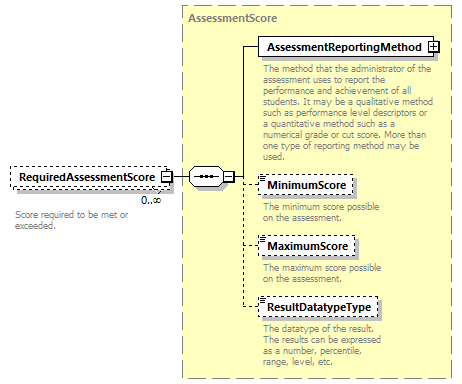 AssessmentScore
AssessmentReportingMethod
The method that the administrator of the
assessment uses to report the
performance and achievement of all
students. It may be a qualitative method
such as performance level descriptors or
a quantitative method such as a
numerical grade or cut score. More than
one type of reporting method may be
used.
RequiredAssessmentScore
0..∞
Score required to be met or
exceeded.
MinimumScore
The minimum score possible
on the assessment.
MaximumScore
The maximum score possible
on the assessment.
ResultDatatypeType
The datatype of the result.
The results can be expressed
as a number, percentile,
range, level, etc.